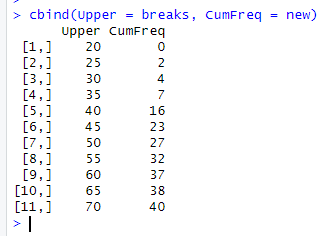 > cbind(Upper = breaks, CumFreq = new)
      Upper CumFreq
 [1,]    20       0
 [2,]    25       2
 [3,]    30       4
 [4,]    35       7
 [5,]    40      16
 [6,]    45      23
 [7,]    50      27
 [8,]    55      32
 [9,]    60      37
[10,]    65      38
[11,]    70      40
>